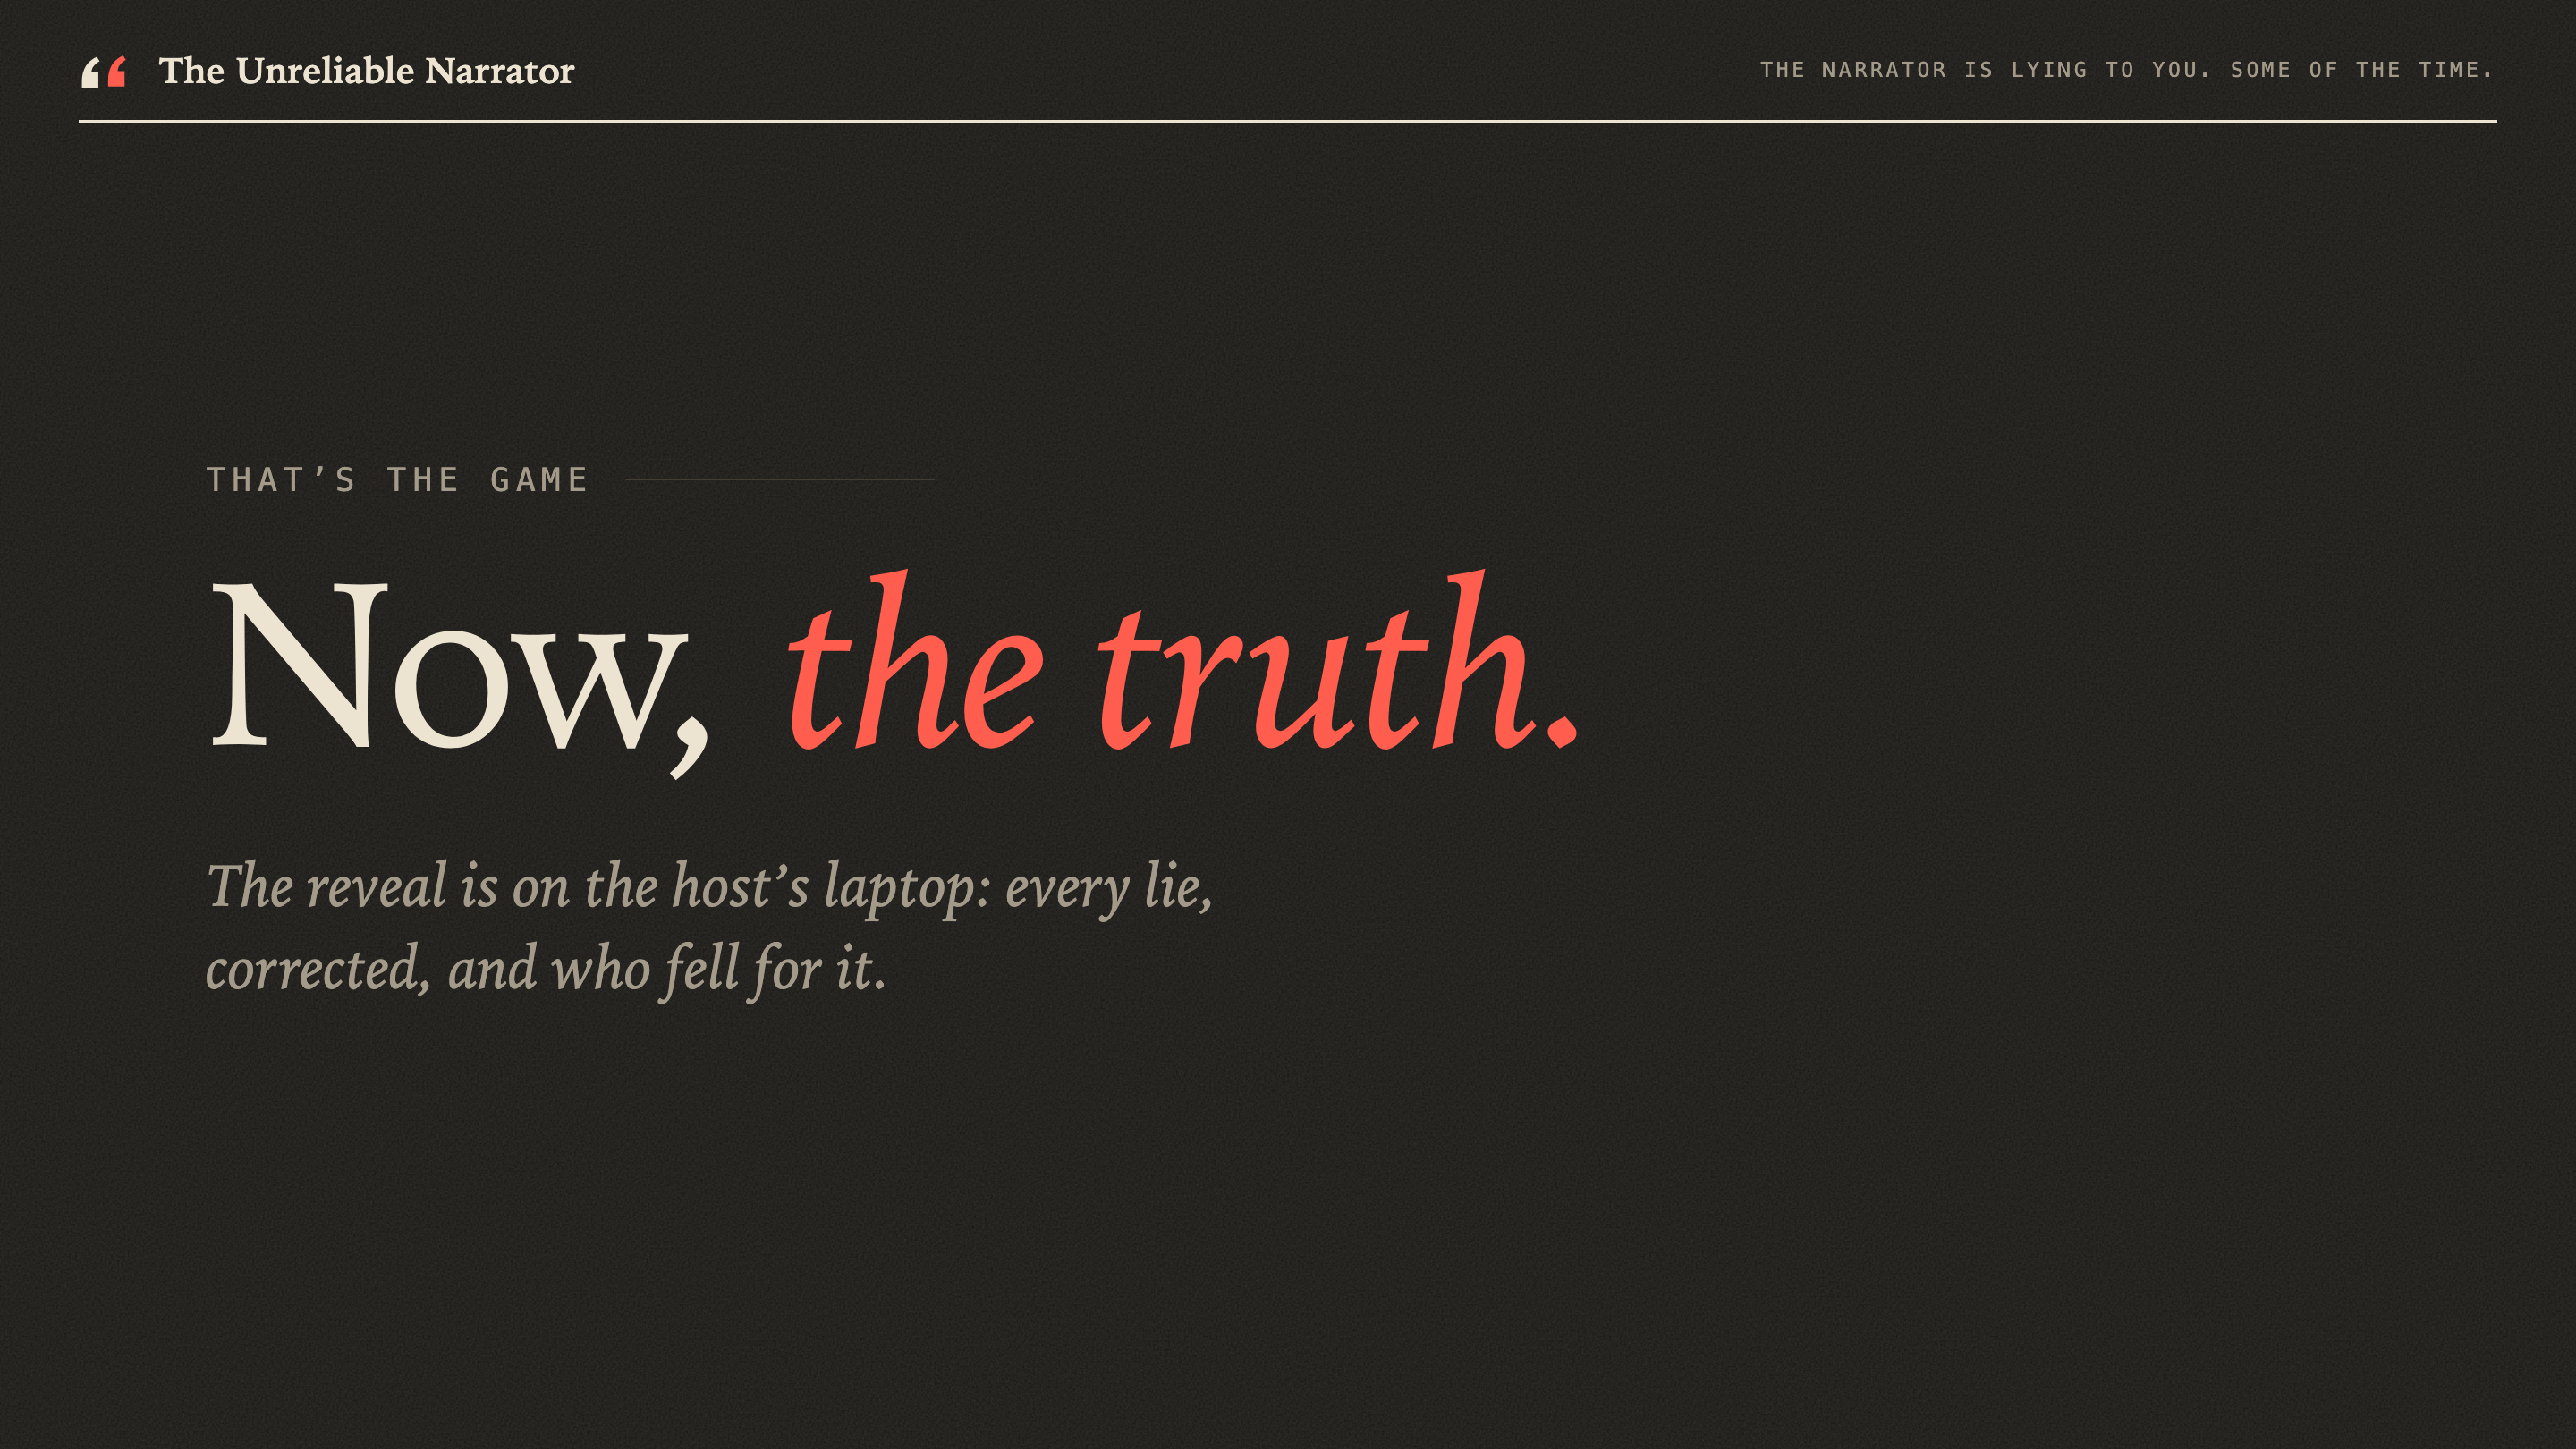 The Unreliable Narrator
THE NARRATOR IS LYING TO YOU. SOME OF THE TIME.
THAT’S THE GAME
Now, the truth.
The reveal is on the host’s laptop: every lie,
corrected, and who fell for it.